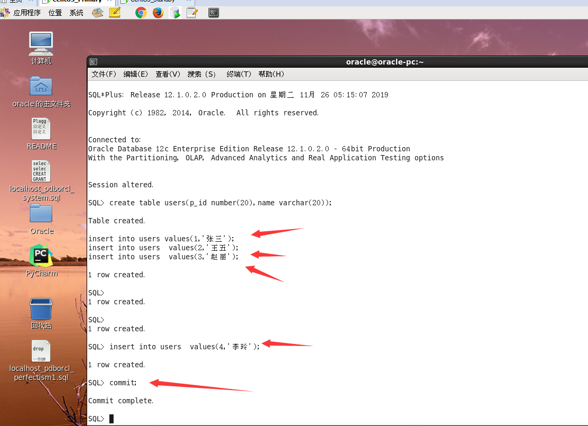 应用程序 位置 系统
计算机
oracle的主文件夹
README
localhost_pdborcl_
system.sql
Oracle
PyCharm
回收站
localhost_pdborcl_
perfectism1.sql
oracle@oracle-pc:~
文件(F) 编辑(E) 查看(V) 搜索 (S) 终端(T) 帮助(H)
SQL*Plus: Release 12.1.0.2.0 Production on 星期二 11月 26 05:15:07 2019
Copyright (c) 1982, 2014, Oracle. All rights reserved.
Connected to:
Oracle Database 12c Enterprise Edition Release 12.1.0.2.0 - 64bit Production
With the Partitioning, OLAP, Advanced Analytics and Real Application Testing options
Session altered.
SQL> create table users(p_id number(20),name varchar(20));
Table created.
insert into users values(1,'张三');
insert into users values(2,'王五');
insert into users values(3,'赵丽');
1 row created.
SQL>
1 row created.
SQL>
1 row created.
SQL> insert into users values(4,'李玲');
1 row created.
SQL> commit;
Commit complete.
SQL>